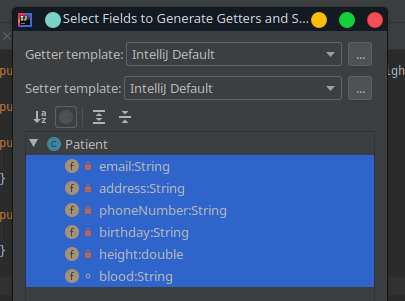 Select Fields to Generate Getters and S...
Getter template: IntelliJ Default ...
Setter template: IntelliJ Default ...
Patient
email:String
address:String
phoneNumber:String
birthday:String
height:double
blood:String